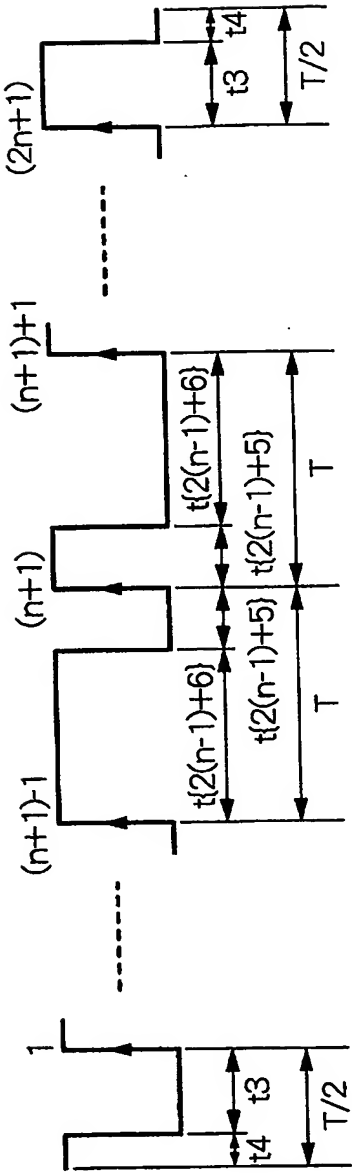 1
(n+1)-1
(n+1)
(n+1)+1
(2n+1)
t4
t3
T/2
t{2(n-1)+6}
t{2(n-1)+5}
T
t{2(n-1)+6}
t{2(n-1)+5}
T
t3
t4
T/2